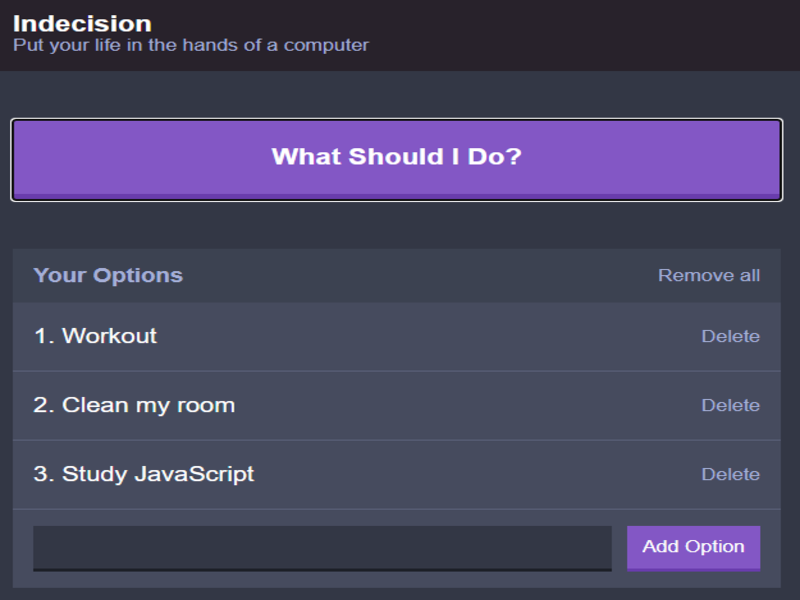 Indecision
Put your life in the hands of a computer
What Should I Do?
Your Options Remove all
1. Workout Delete
2. Clean my room Delete
3. Study JavaScript Delete
Add Option